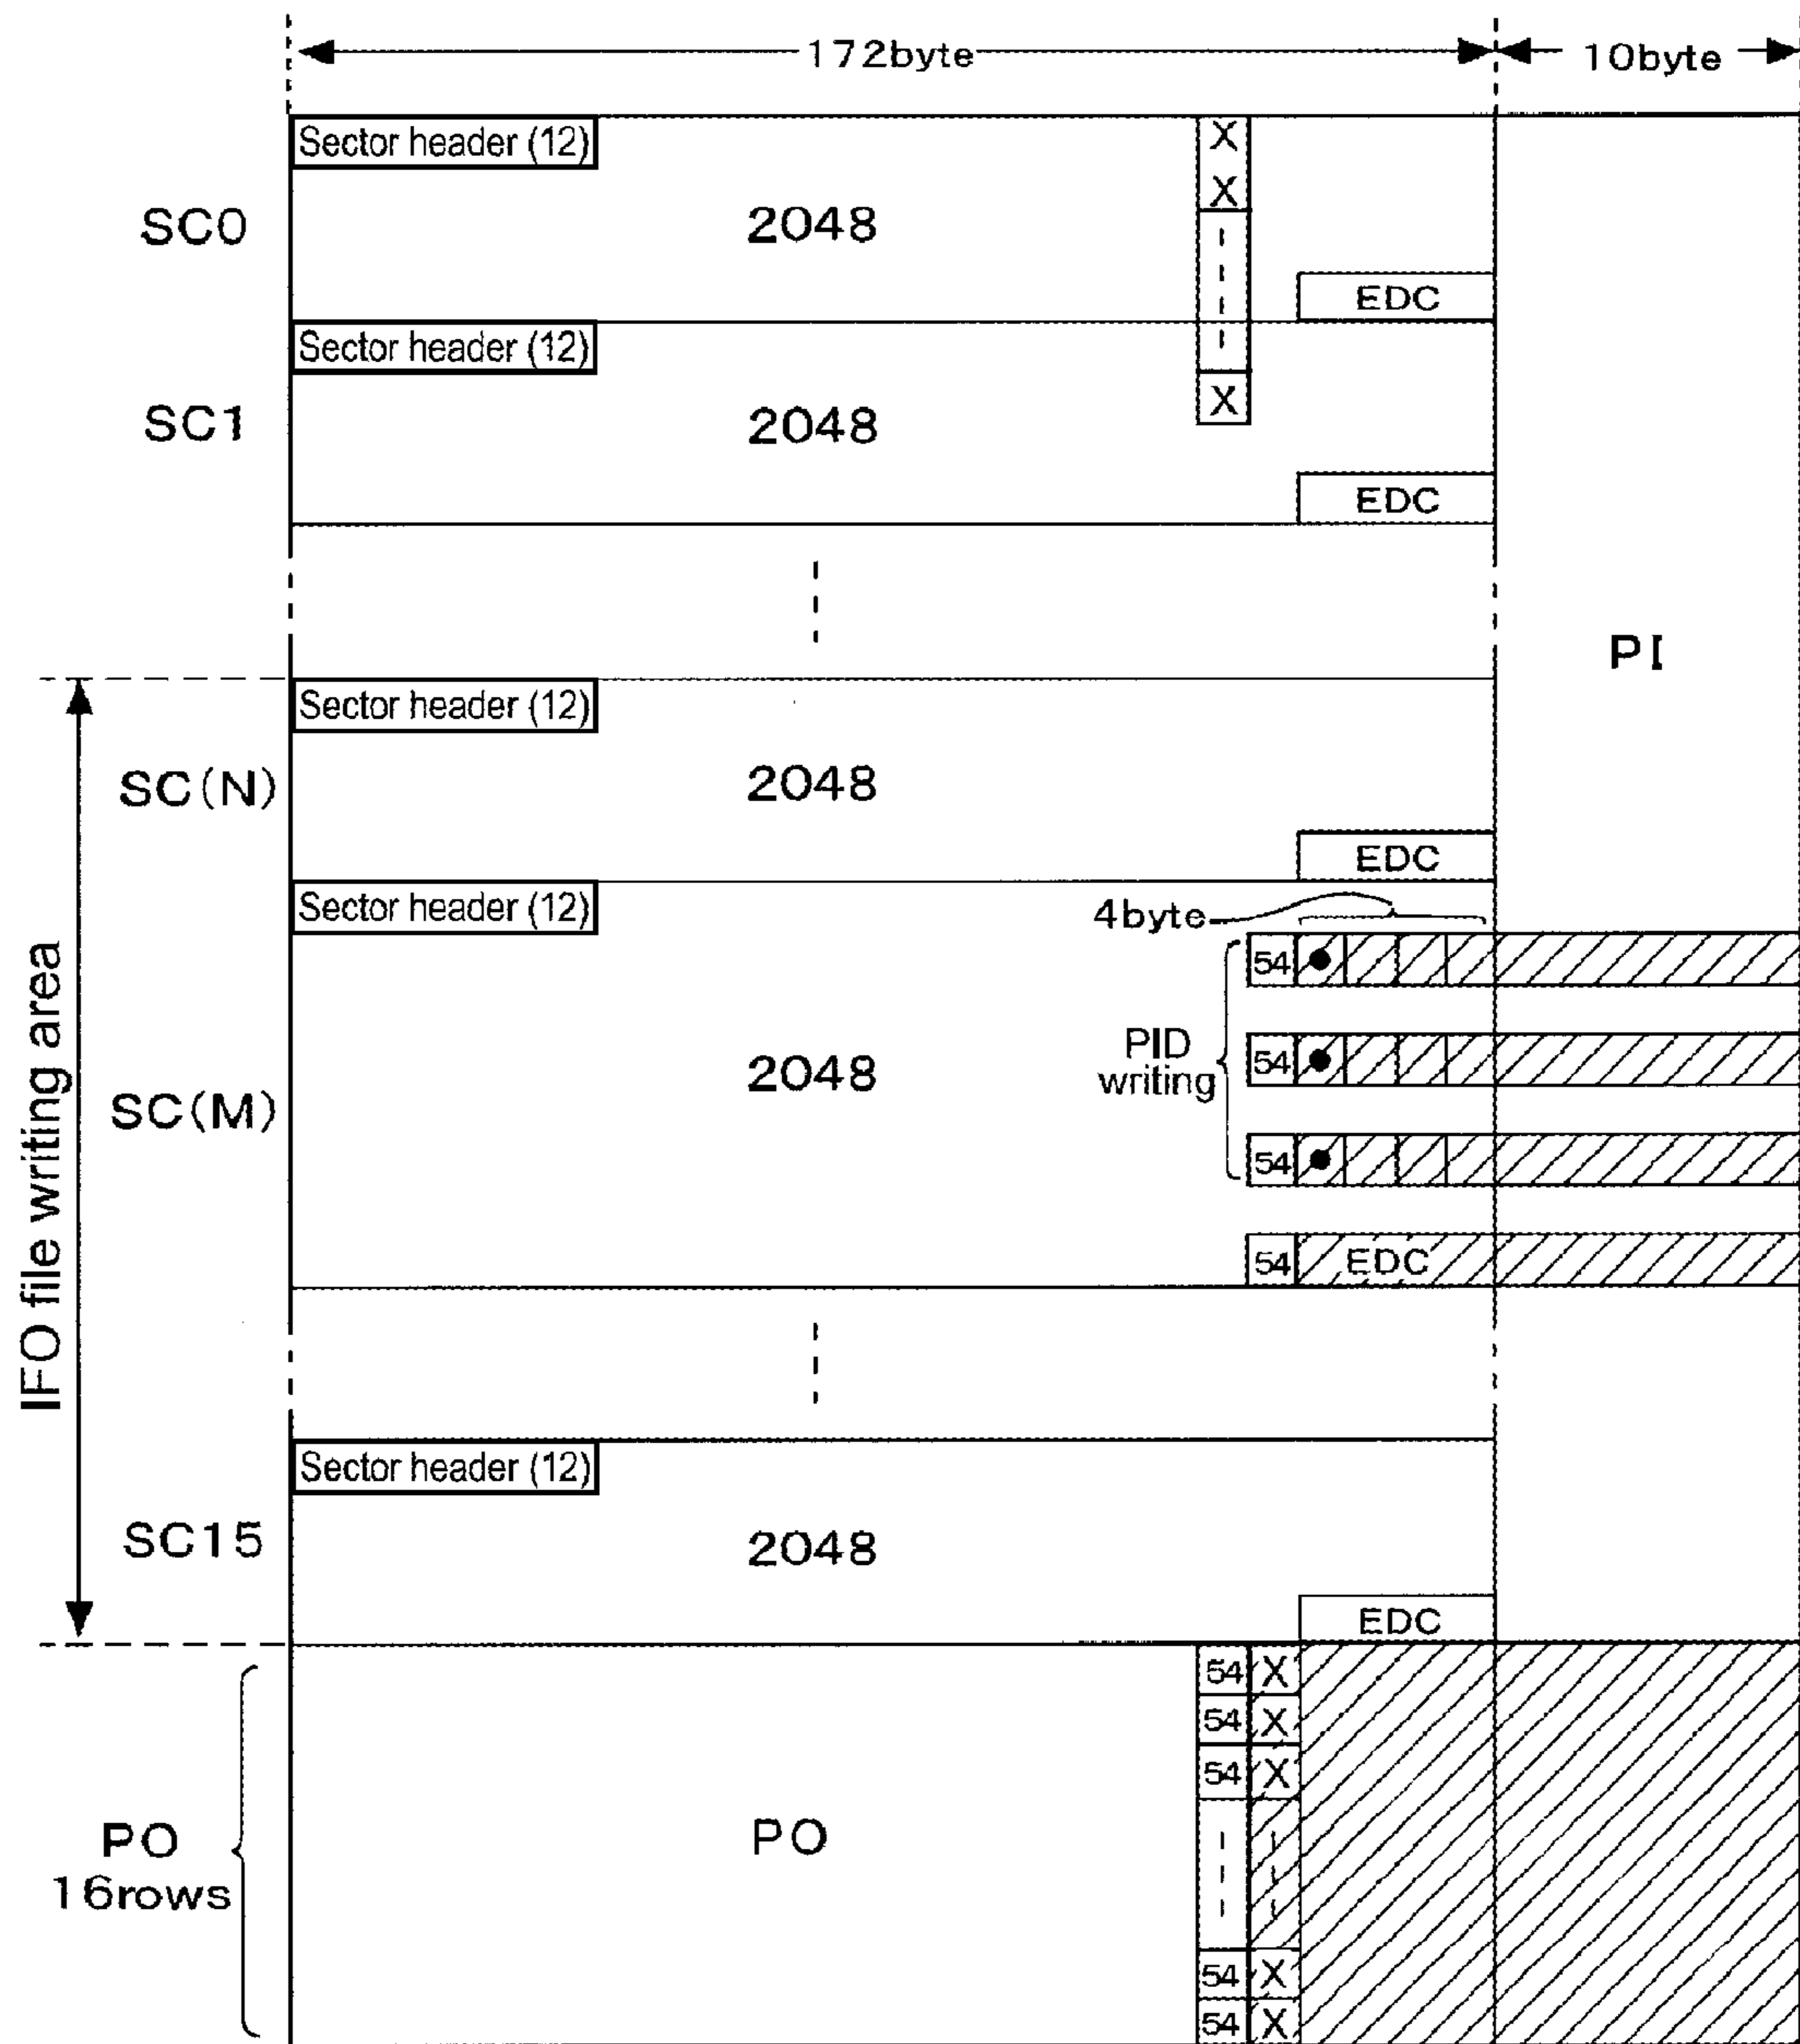 172byte
10byte
Sector header (12)
X
X
SC0
2048
EDC
Sector header (12)
X
SC1
2048
EDC
PI
Sector header (12)
SC(N)
2048
EDC
Sector header (12)
4byte
54
IFO file writing area
SC(M)
2048
PID
writing
54
54
54
EDC
Sector header (12)
SC15
2048
EDC
54 X
54 X
54 X
PO
16rows
PO
54 X
54 X